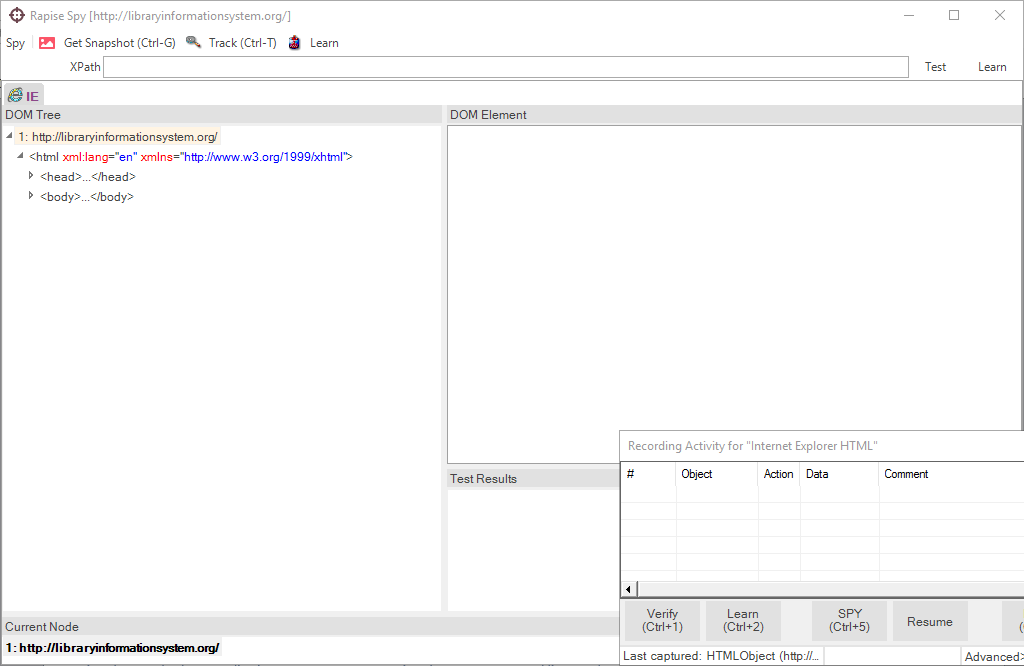 Rapise Spy [http://libraryinformationsystem.org/]
Spy Get Snapshot (Ctrl-G) Track (Ctrl-T) Learn
XPath Test Learn
IE
DOM Tree
1: http://libraryinformationsystem.org/
<html xml:lang="en" xmlns="http://www.w3.org/1999/xhtml">
<head>...</head>
<body>...</body>
DOM Element
Test Results
Recording Activity for "Internet Explorer HTML"
# Object Action Data Comment
Verify (Ctrl+1)
Learn (Ctrl+2)
SPY (Ctrl+5)
Resume
(
Last captured: HTMLObject (http://... Advanced>
Current Node
1: http://libraryinformationsystem.org/